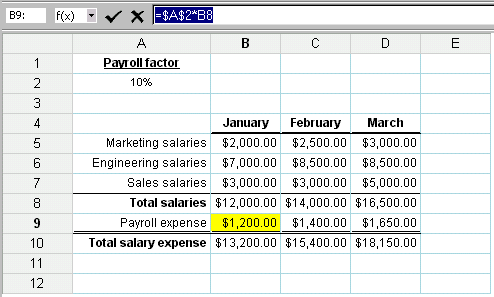 B9: f(x) =$A$2*B8
A B C D E
1 Payroll factor
2 10%
3
4 January February March
5 Marketing salaries $2,000.00 $2,500.00 $3,000.00
6 Engineering salaries $7,000.00 $8,500.00 $8,500.00
7 Sales salaries $3,000.00 $3,000.00 $5,000.00
8 Total salaries $12,000.00 $14,000.00 $16,500.00
9 Payroll expense $1,200.00 $1,400.00 $1,650.00
10 Total salary expense $13,200.00 $15,400.00 $18,150.00
11
12